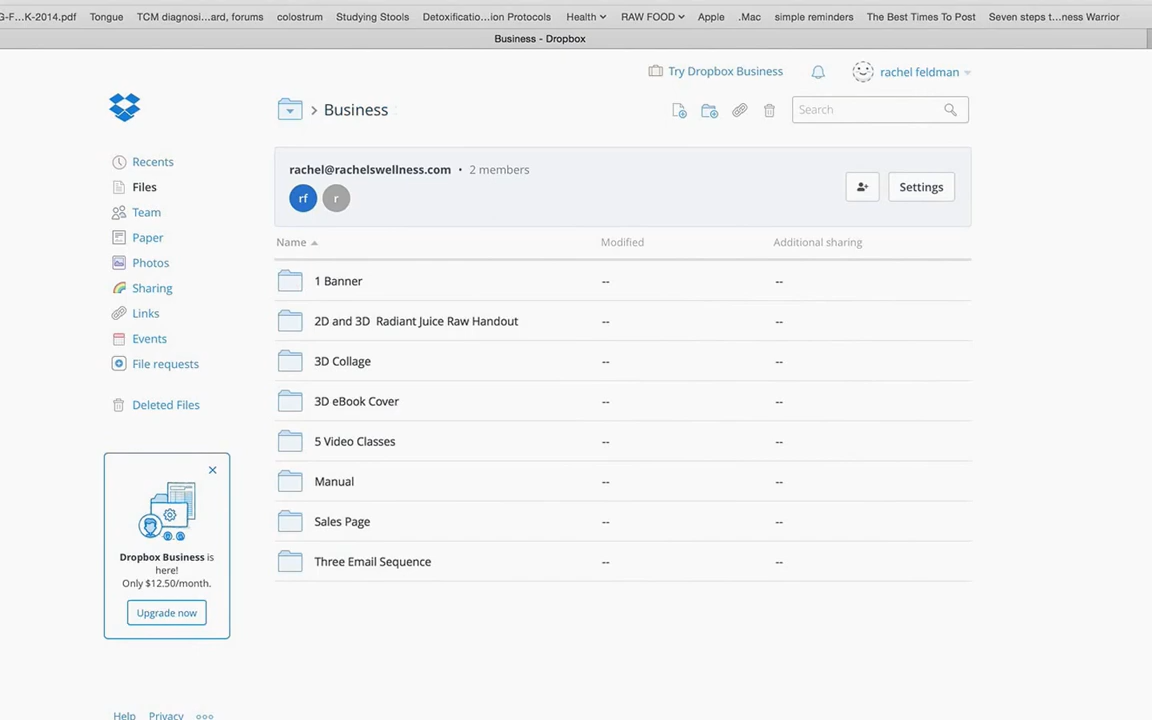 G-F...K-2014.pdf Tongue TCM diagnosi...ard, forums colostrum Studying Stools Detoxificatio...ion Protocols Health RAW FOOD Apple .Mac simple reminders The Best Times To Post Seven steps t...ness Warrior
Business - Dropbox
Try Dropbox Business rachel feldman
Business Search
rachel@rachelswellness.com • 2 members
rf r Settings
Recents
Files
Team
Paper
Photos
Sharing
Links
Events
File requests
Deleted Files
Name Modified Additional sharing
1 Banner -- --
2D and 3D Radiant Juice Raw Handout -- --
3D Collage -- --
3D eBook Cover -- --
5 Video Classes -- --
Manual -- --
Sales Page -- --
Three Email Sequence -- --
Dropbox Business is
here!
Only $12.50/month.
Upgrade now
Help Privacy